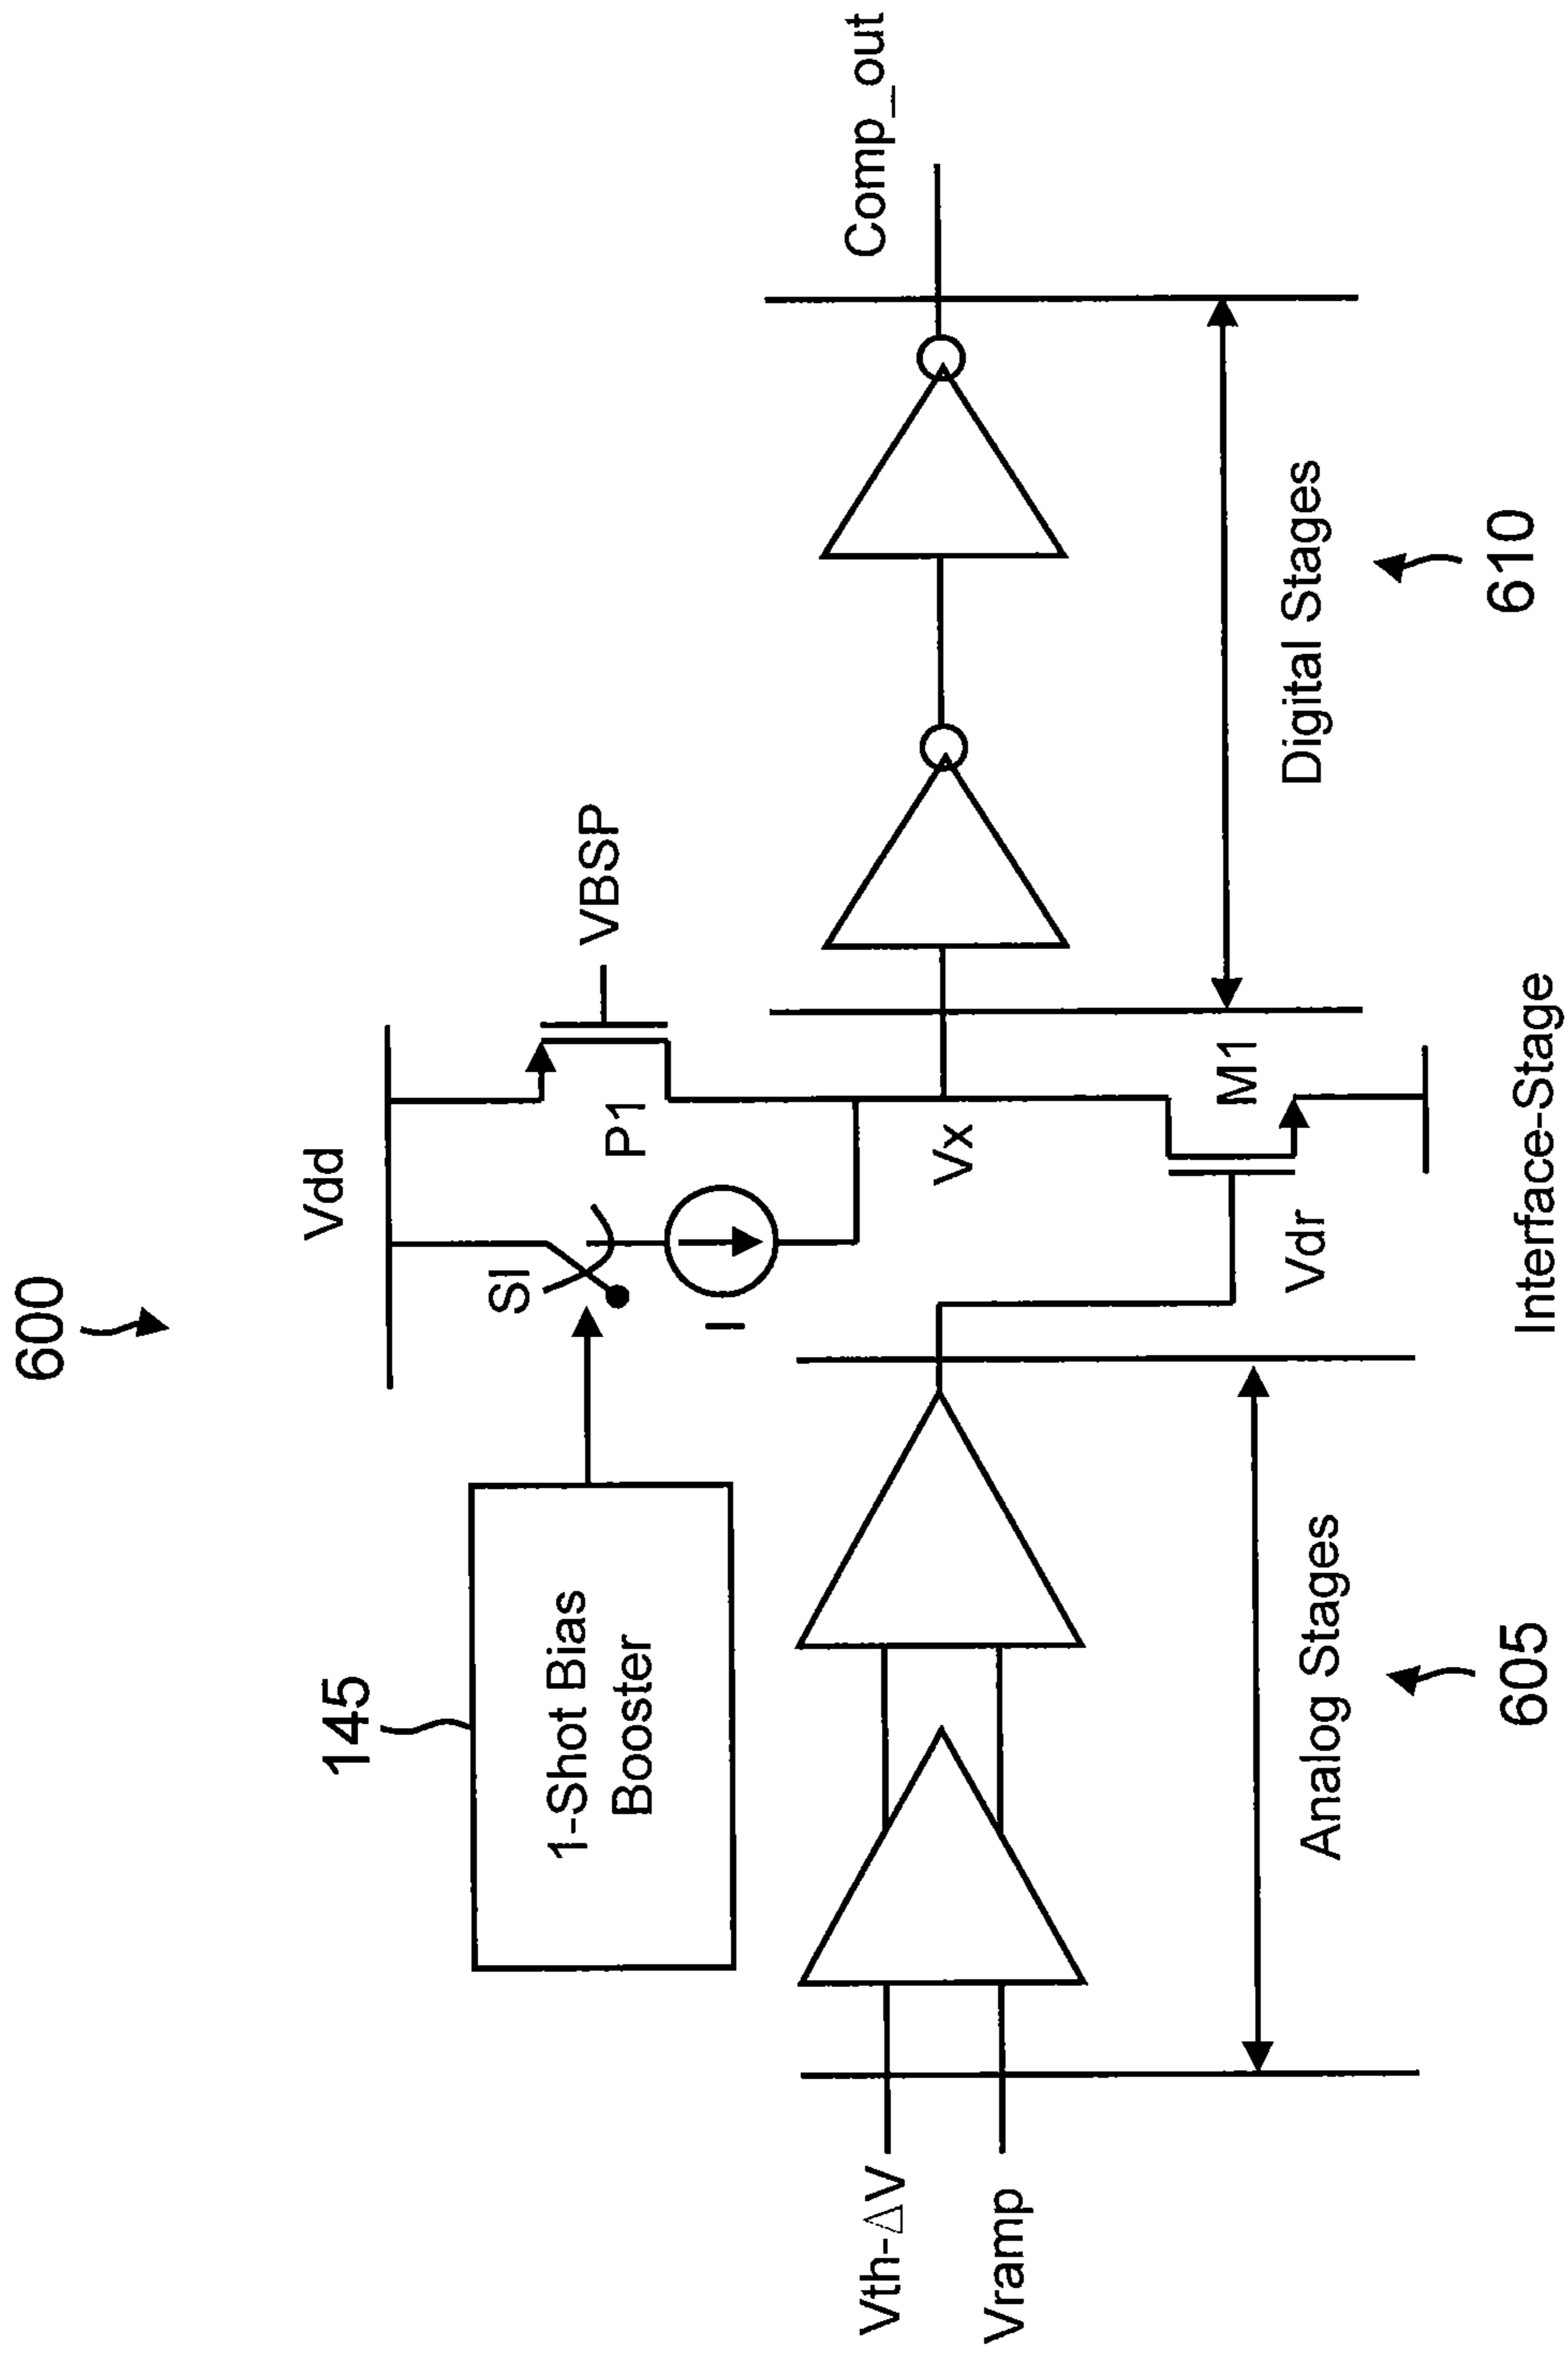 600
Vdd
145
1-Shot Bias
Booster
SI
I
P1
VBSP
Comp_out
Vth-ΔV
Vramp
Vx
Vdr
M1
Analog Stages
605
Interface-Stage
Digital Stages
610